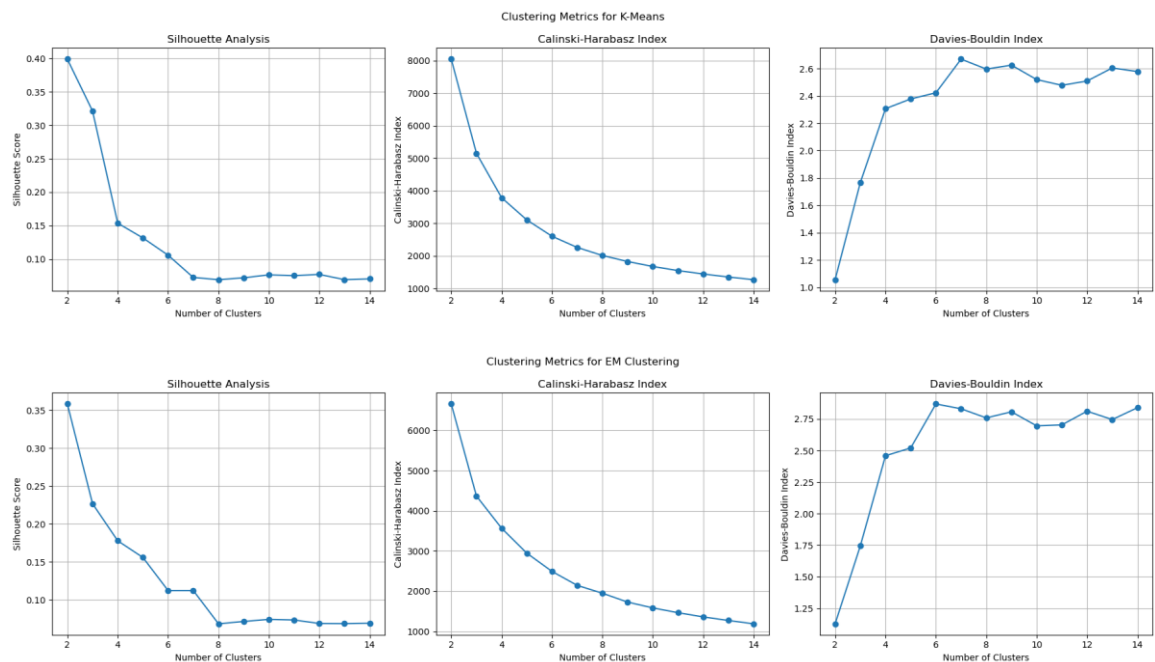 Clustering Metrics for K-Means
Silhouette Analysis
Silhouette Score
0.40
0.35
0.30
0.25
0.20
0.15
0.10
2 4 6 8 10 12 14
Number of Clusters
Calinski-Harabasz Index
Calinski-Harabasz Index
8000
7000
6000
5000
4000
3000
2000
1000
2 4 6 8 10 12 14
Number of Clusters
Davies-Bouldin Index
Davies-Bouldin Index
2.6
2.4
2.2
2.0
1.8
1.6
1.4
1.2
1.0
2 4 6 8 10 12 14
Number of Clusters
Clustering Metrics for EM Clustering
Silhouette Analysis
Silhouette Score
0.35
0.30
0.25
0.20
0.15
0.10
2 4 6 8 10 12 14
Number of Clusters
Calinski-Harabasz Index
Calinski-Harabasz Index
6000
5000
4000
3000
2000
1000
2 4 6 8 10 12 14
Number of Clusters
Davies-Bouldin Index
Davies-Bouldin Index
2.75
2.50
2.25
2.00
1.75
1.50
1.25
2 4 6 8 10 12 14
Number of Clusters